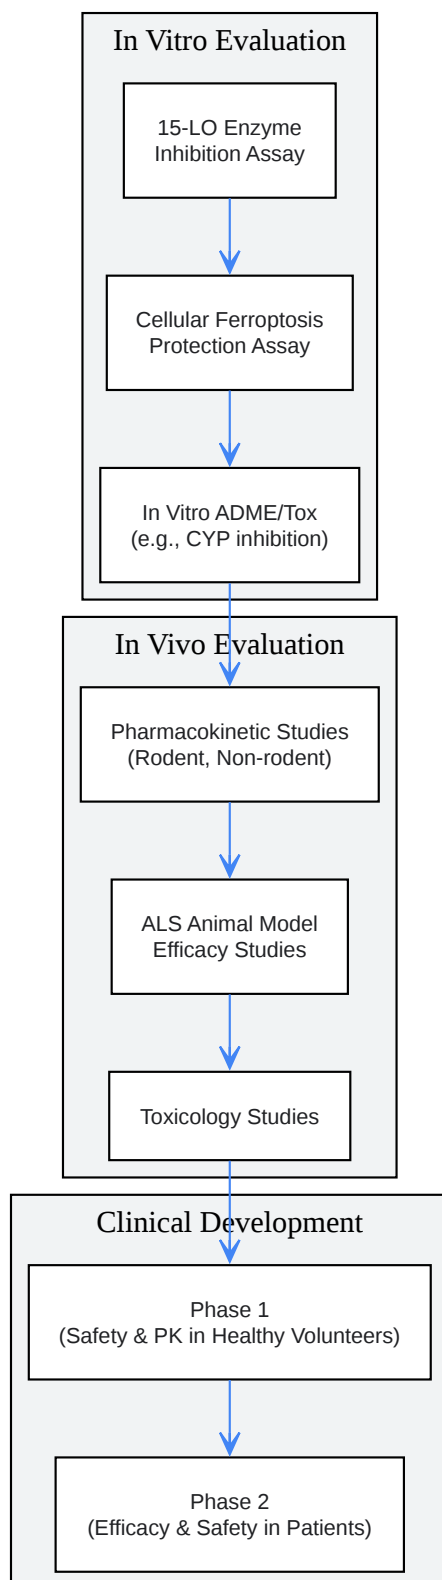 In Vitro Evaluation
15-LO Enzyme
Inhibition Assay
Cellular Ferroptosis
Protection Assay
In Vitro ADME/Tox
(e.g., CYP inhibition)
In Vivo Evaluation
Pharmacokinetic Studies
(Rodent, Non-rodent)
ALS Animal Model
Efficacy Studies
Toxicology Studies
Clinical Development
Phase 1
(Safety & PK in Healthy Volunteers)
Phase 2
(Efficacy & Safety in Patients)